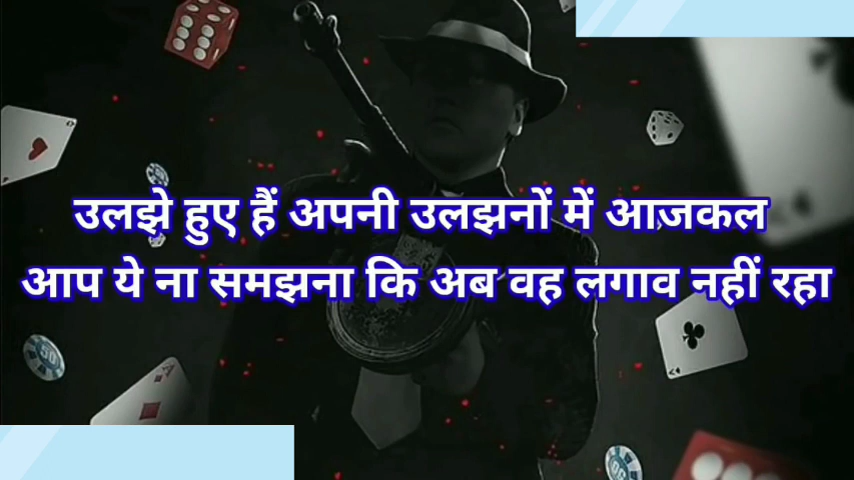 उलझे हुए हैं अपनी उलझनों में आजकल
आप ये ना समझना कि अब वह लगाव नहीं रहा